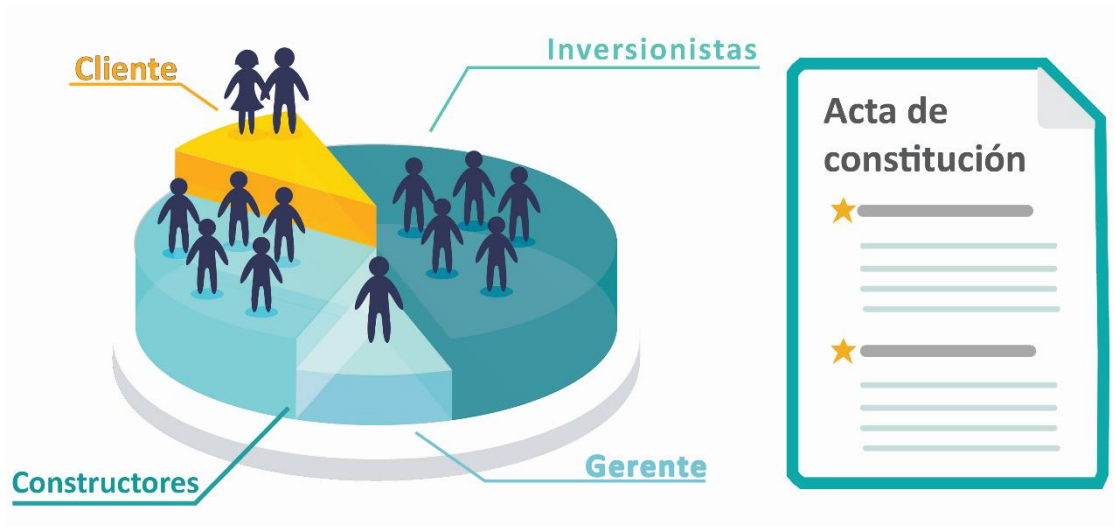 Cliente
Inversionistas
Constructores
Gerente
Acta de
constitución